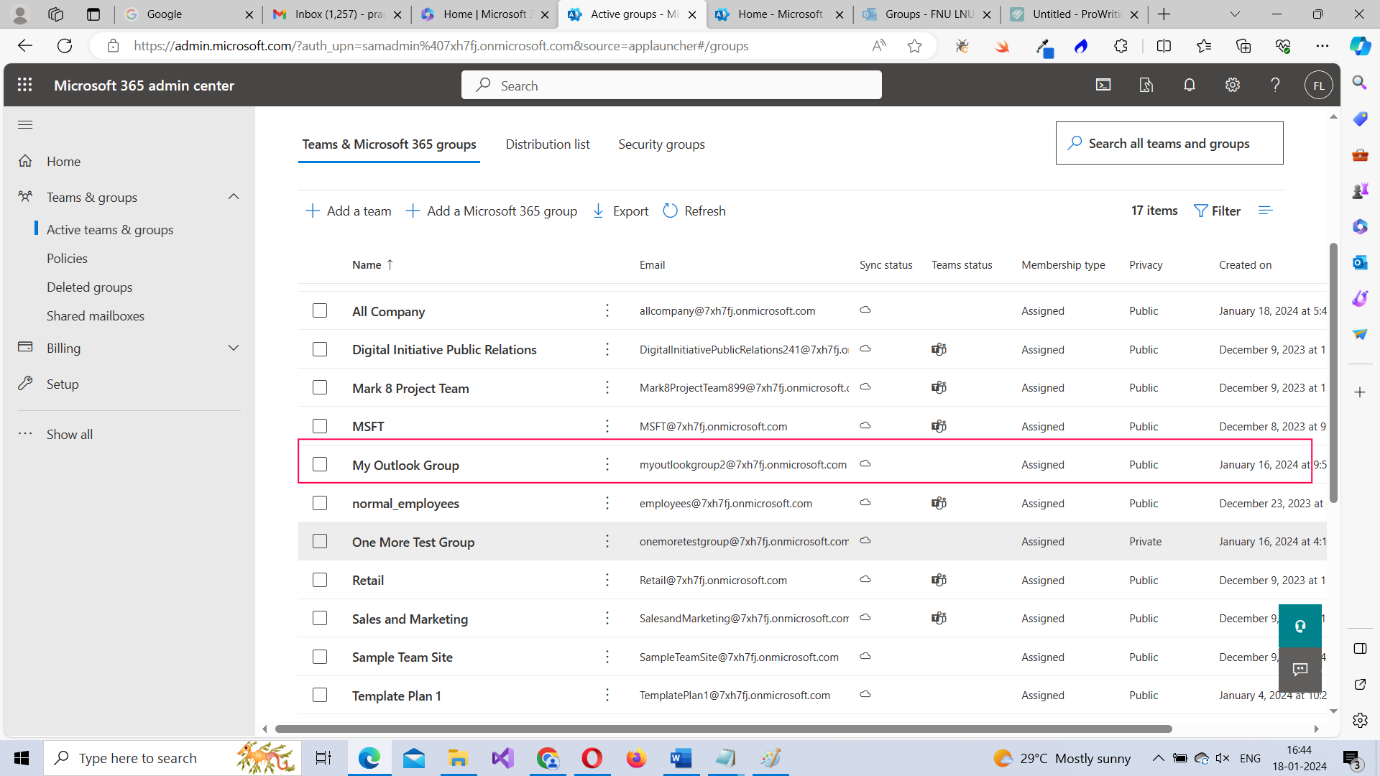 Google
Inbox (1,257) - pra
Home | Microsoft
Active groups - Mi
Home - Microsoft
Groups - FNU LNU
Untitled - ProWriti
https://admin.microsoft.com/?auth_upn=samadmin%407xh7fj.onmicrosoft.com&source=applauncher#/groups
Microsoft 365 admin center
Search
FL
Home
Teams & groups
Active teams & groups
Policies
Deleted groups
Shared mailboxes
Billing
Setup
Show all
Teams & Microsoft 365 groups Distribution list Security groups
Search all teams and groups
Add a team Add a Microsoft 365 group Export Refresh 17 items Filter
Name ↑ Email Sync status Teams status Membership type Privacy Created on
All Company allcompany@7xh7fj.onmicrosoft.com Assigned Public January 18, 2024 at 5:4
Digital Initiative Public Relations DigitalInitiativePublicRelations241@7xh7fj.o Assigned Public December 9, 2023 at 1
Mark 8 Project Team Mark8ProjectTeam899@7xh7fj.onmicrosoft.c Assigned Public December 9, 2023 at 1
MSFT MSFT@7xh7fj.onmicrosoft.com Assigned Public December 8, 2023 at 9
My Outlook Group myoutlookgroup2@7xh7fj.onmicrosoft.com Assigned Public January 16, 2024 at 9:5
normal_employees employees@7xh7fj.onmicrosoft.com Assigned Public December 23, 2023 at
One More Test Group onemoretestgroup@7xh7fj.onmicrosoft.com Assigned Private January 16, 2024 at 4:1
Retail Retail@7xh7fj.onmicrosoft.com Assigned Public December 9, 2023 at 1
Sales and Marketing SalesandMarketing@7xh7fj.onmicrosoft.com Assigned Public December 9,
Sample Team Site SampleTeamSite@7xh7fj.onmicrosoft.com Assigned Public December 9,
Template Plan 1 TemplatePlan1@7xh7fj.onmicrosoft.com Assigned Public January 4, 2024 at 10:2
Type here to search
29°C Mostly sunny
ENG
16:44
18-01-2024
3